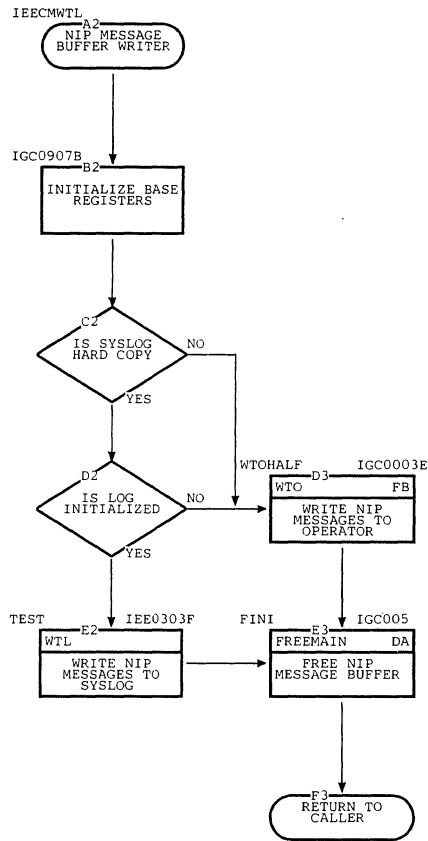 IEECMWTL
A2
NIP MESSAGE
BUFFER WRITER
IGC0907B
B2
INITIALIZE BASE
REGISTERS
C2
IS SYSLOG
HARD COPY
NO
YES
D2
IS LOG
INITIALIZED
NO
YES
WTOHALF IGC0003E
D3
WTO FB
WRITE NIP
MESSAGES TO
OPERATOR
TEST IEE0303F
E2
WTL
WRITE NIP
MESSAGES TO
SYSLOG
FINI IGC005
E3
FREEMAIN DA
FREE NIP
MESSAGE BUFFER
F3
RETURN TO
CALLER